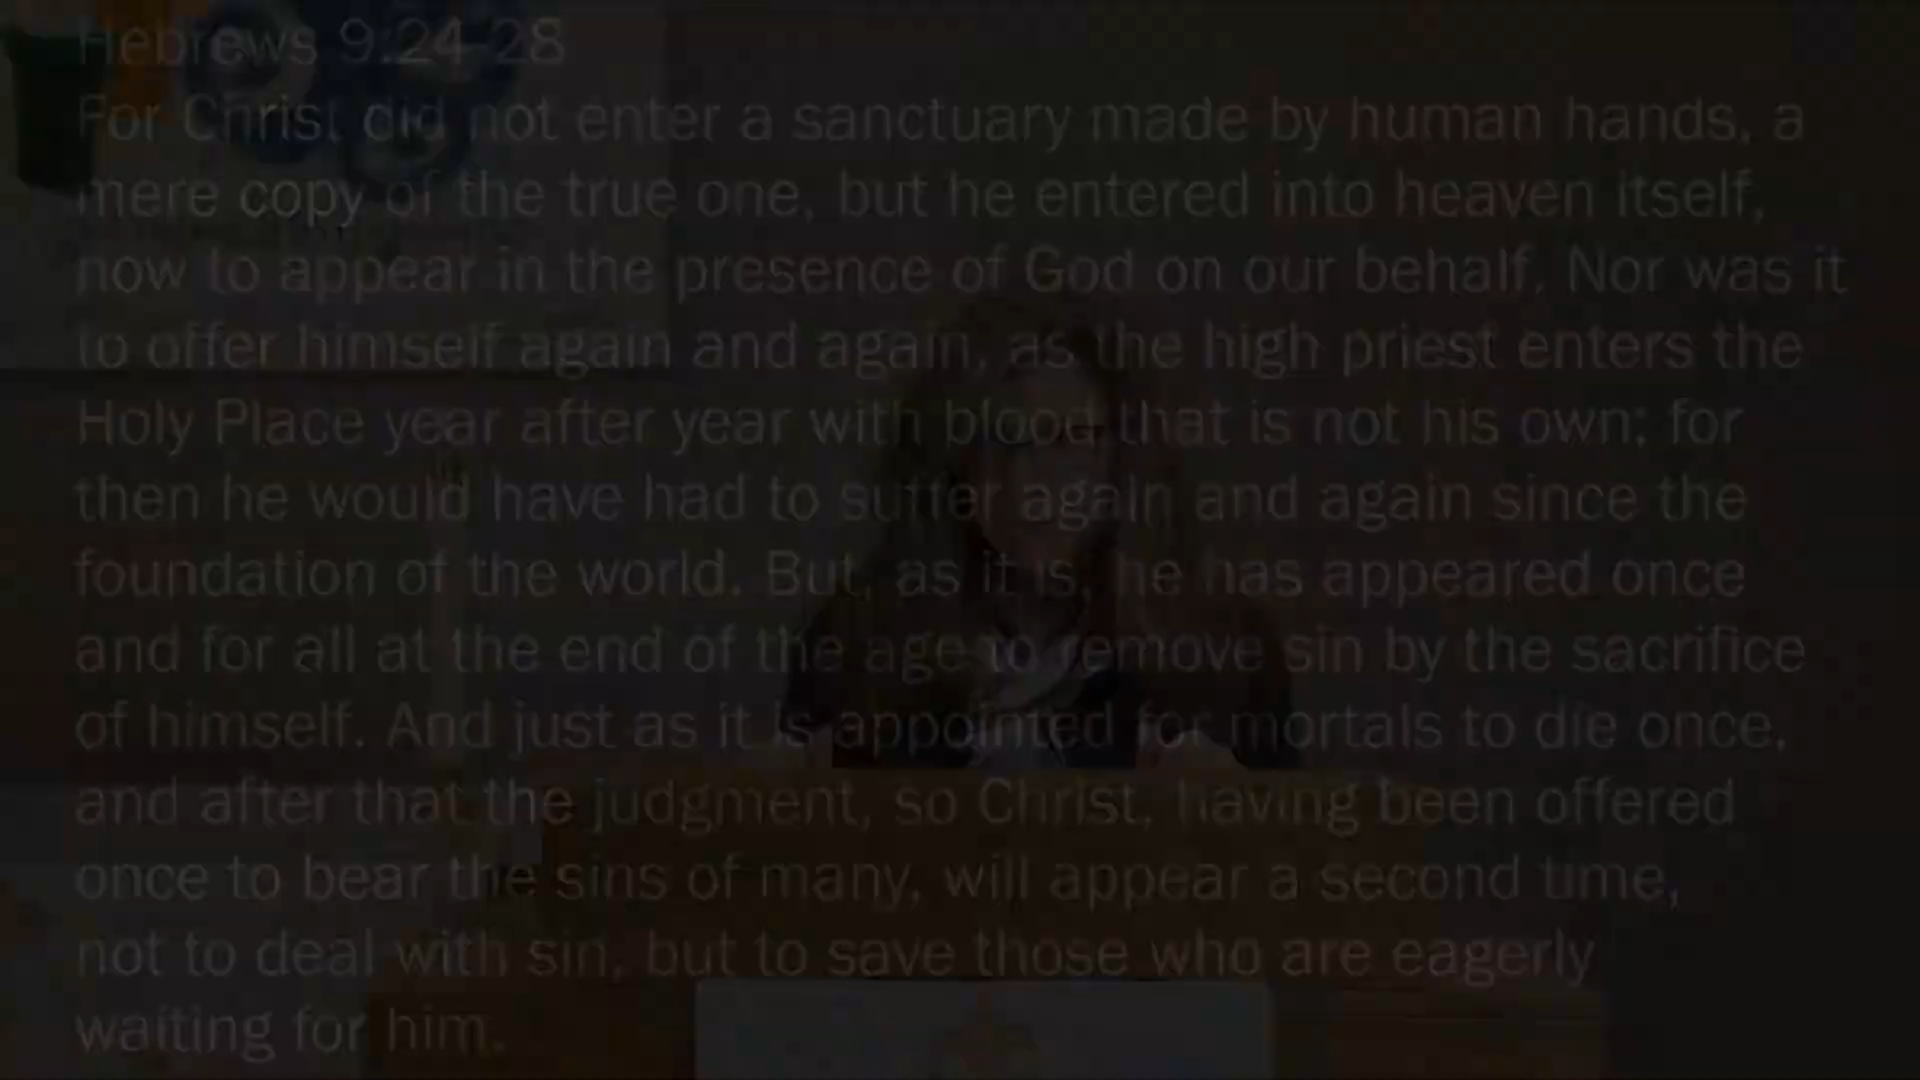 Hebrews 9:24-28
For Christ did not enter a sanctuary made by human hands, a
mere copy of the true one, but he entered into heaven itself,
now to appear in the presence of God on our behalf. Nor was it
to offer himself again and again, as the high priest enters the
Holy Place year after year with blood that is not his own; for
then he would have had to suffer again and again since the
foundation of the world. But, as it is, he has appeared once
and for all at the end of the age to remove sin by the sacrifice
of himself. And just as it is appointed for mortals to die once,
and after that the judgment, so Christ, having been offered
once to bear the sins of many, will appear a second time,
not to deal with sin, but to save those who are eagerly
waiting for him.